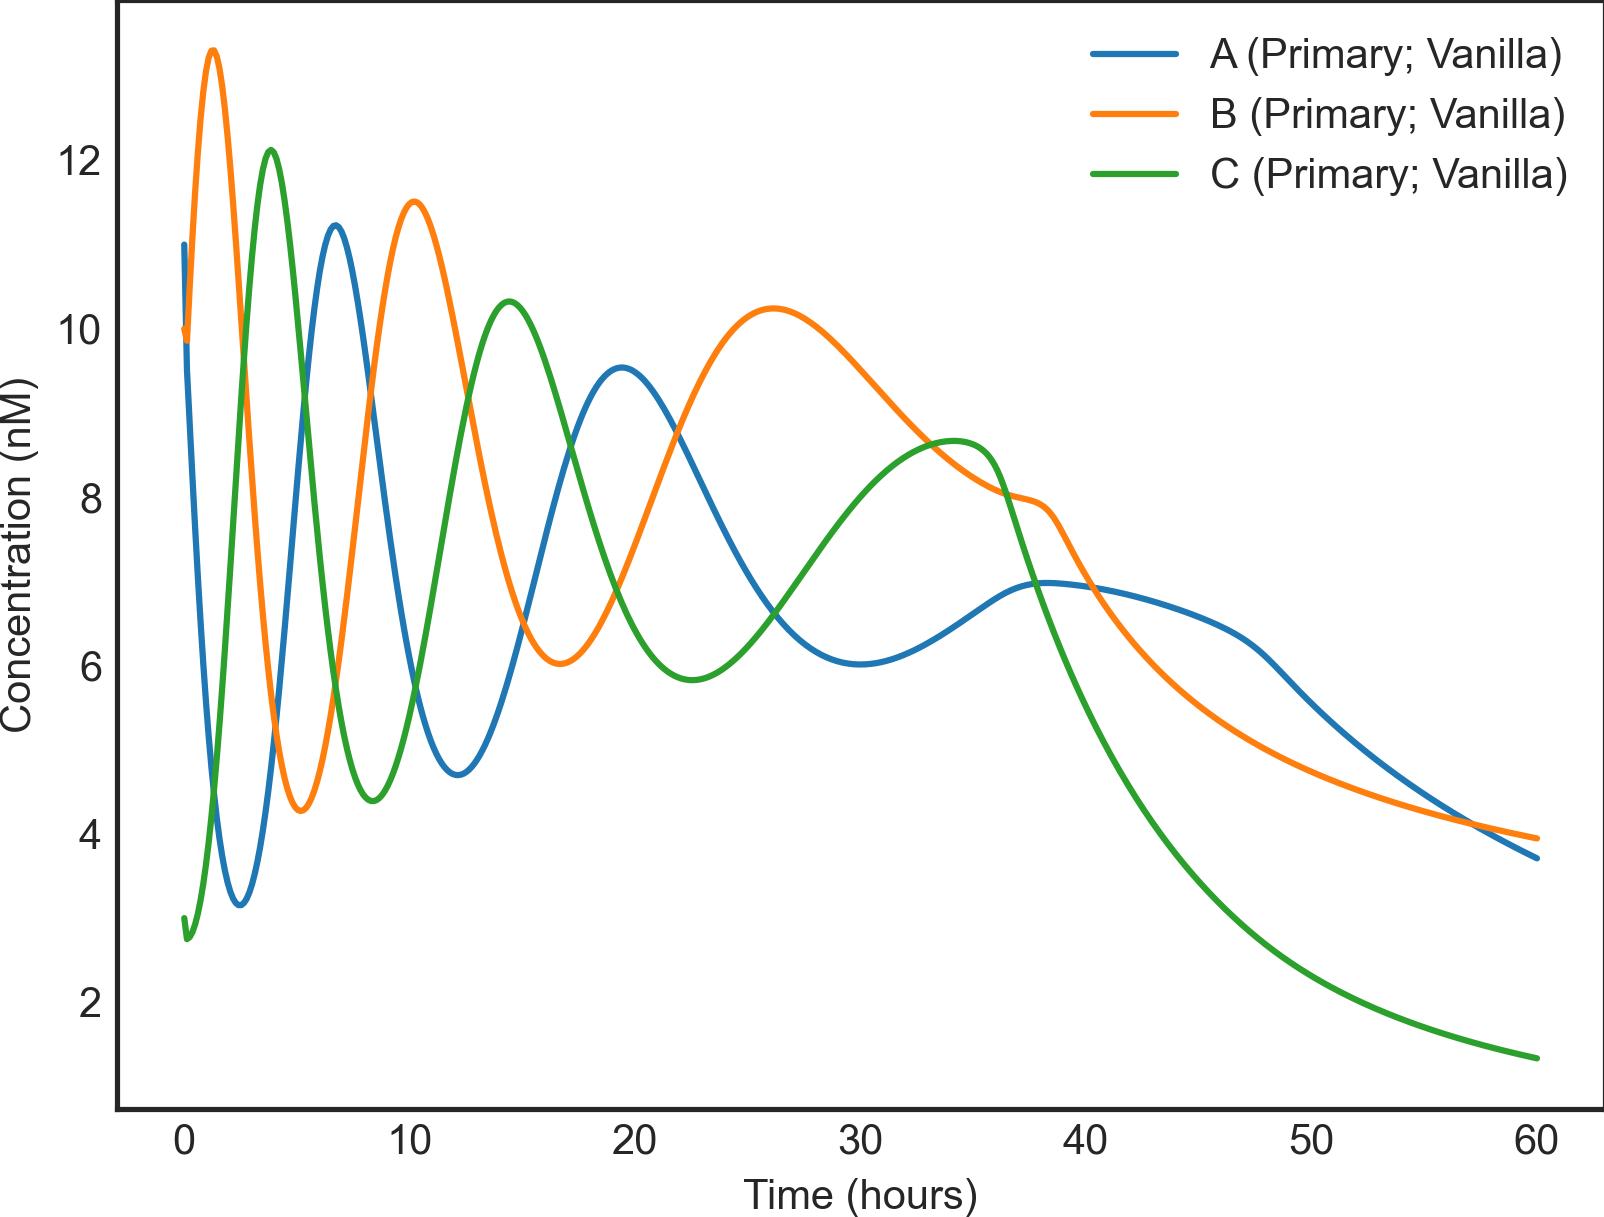 A (Primary; Vanilla)
B (Primary; Vanilla)
C (Primary; Vanilla)
Concentration (nM)
12
10
8
6
4
2
0 10 20 30 40 50 60
Time (hours)